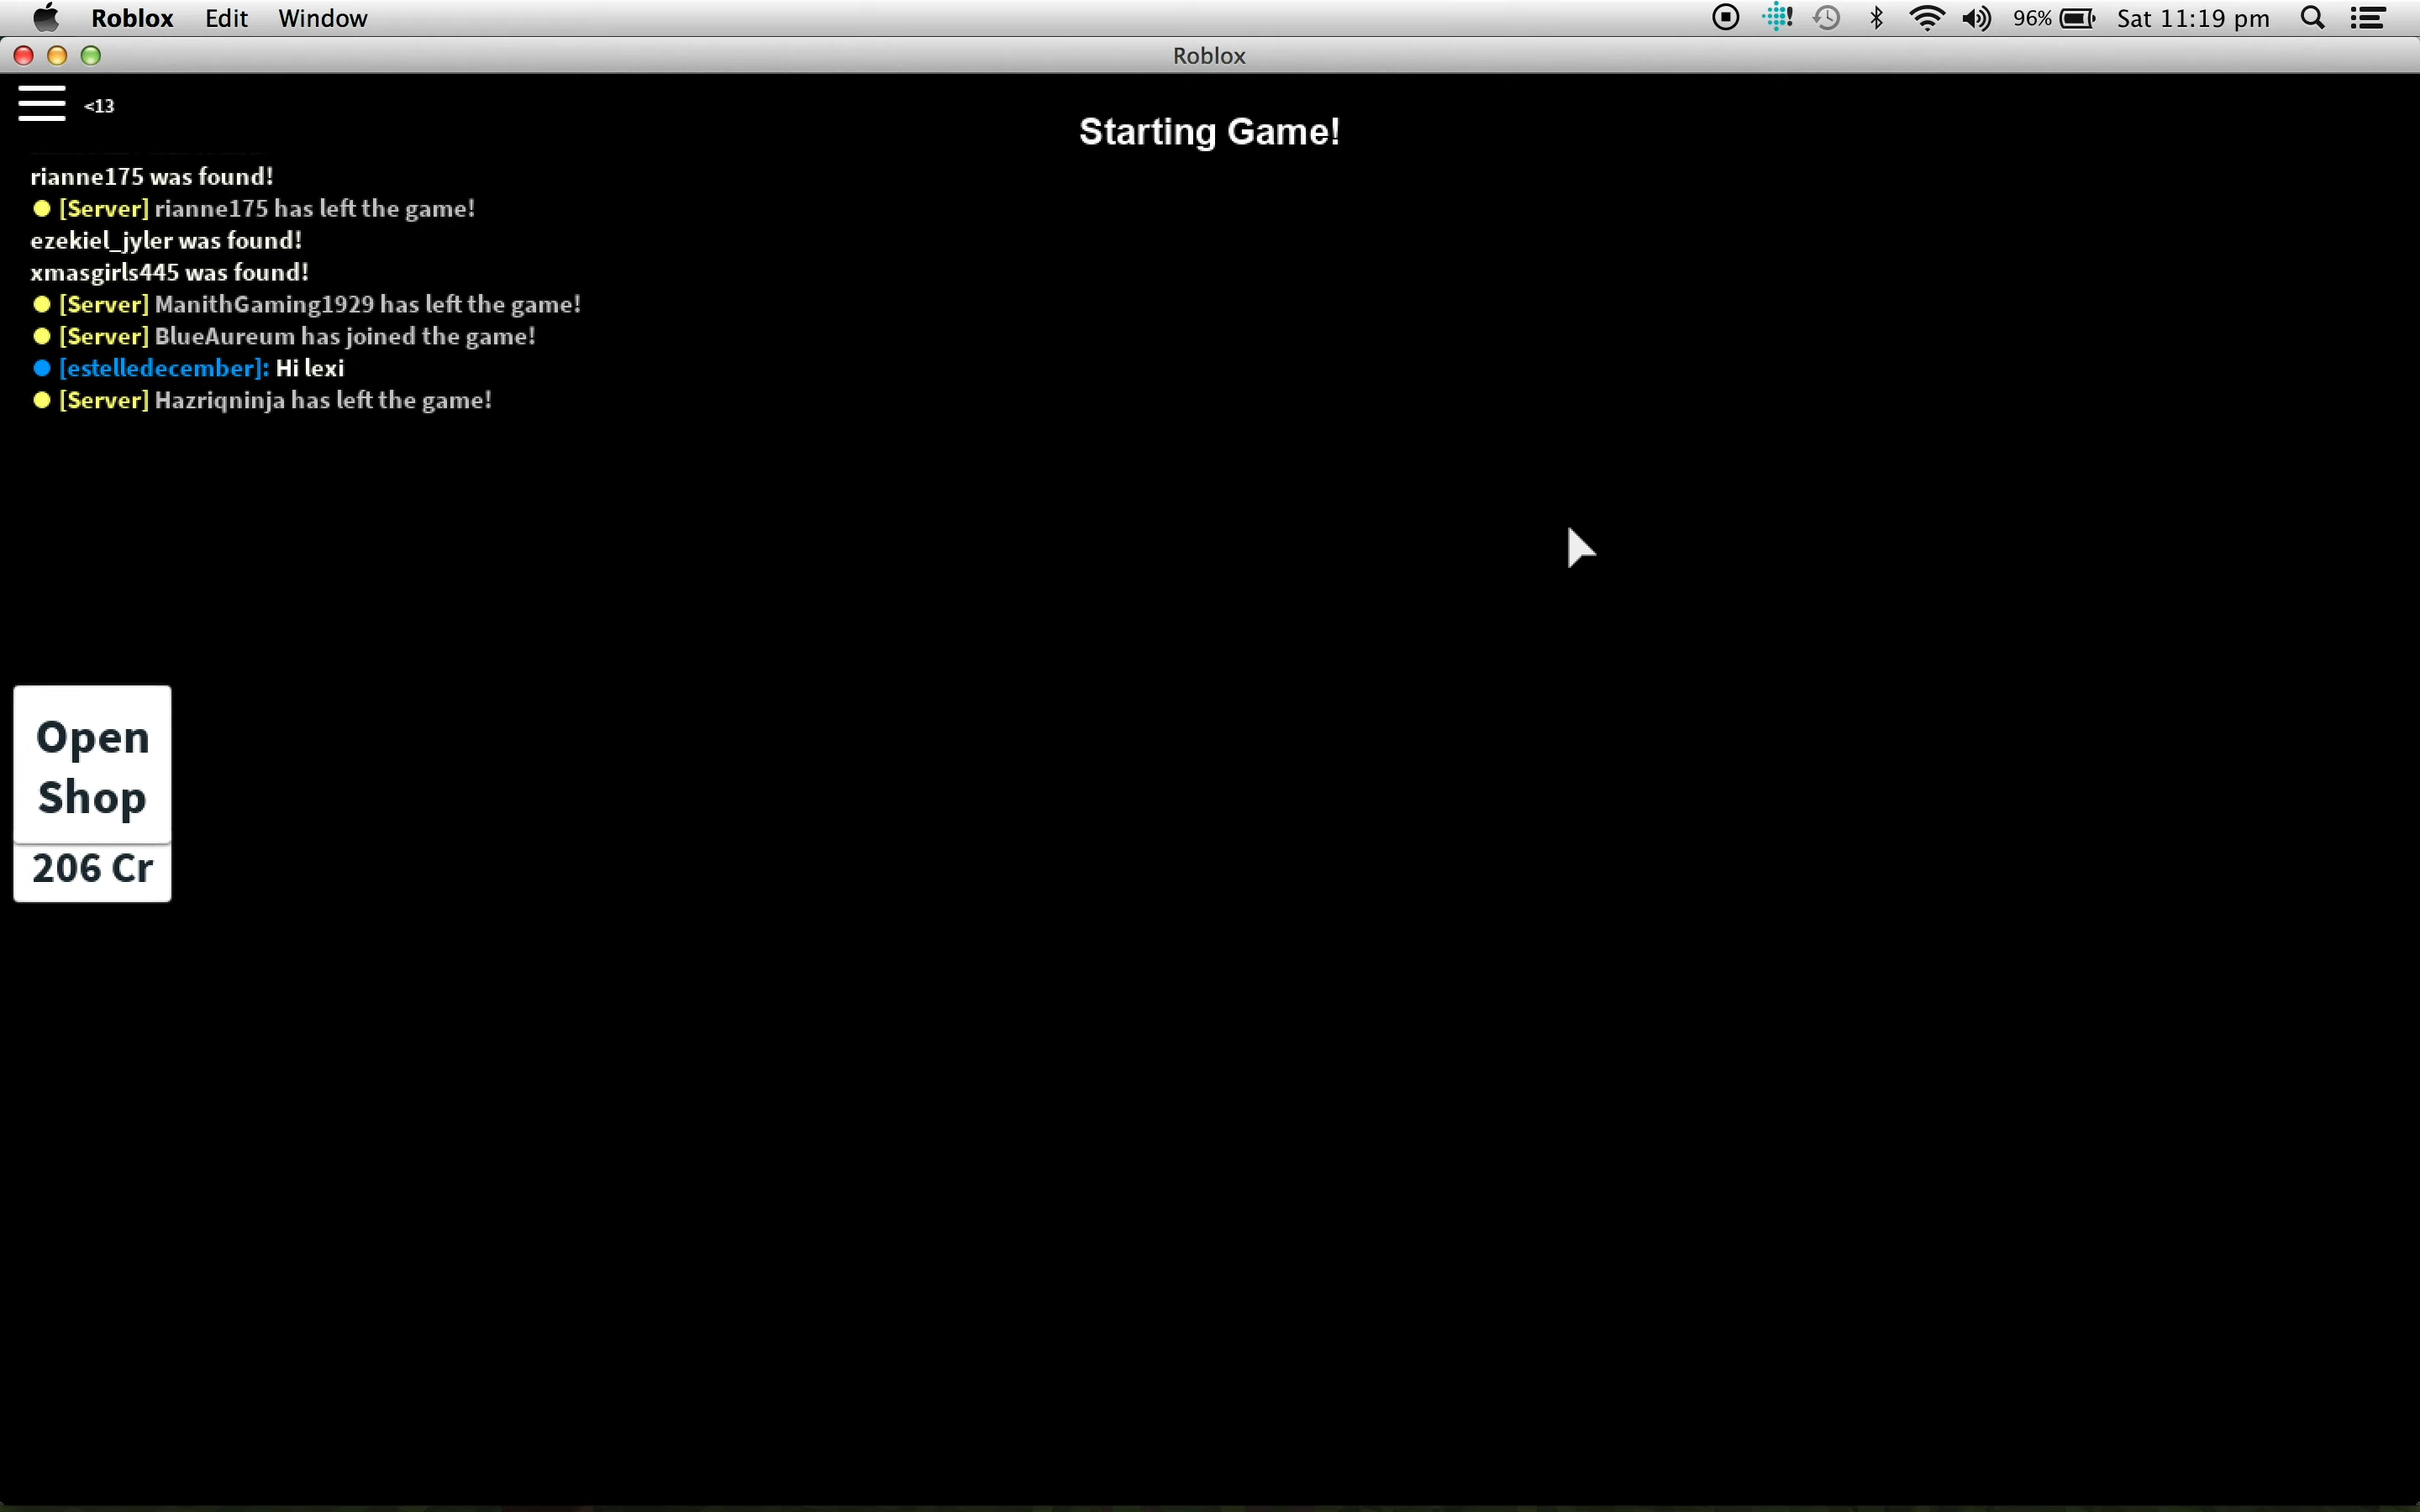 Roblox Edit Window
96% Sat 11:19 pm
Roblox
<13
Starting Game!
rianne175 was found!
[Server] rianne175 has left the game!
ezekiel_jyler was found!
xmasgirls445 was found!
[Server] ManithGaming1929 has left the game!
[Server] BlueAureum has joined the game!
[estelledecember]: Hi lexi
[Server] Hazriqninja has left the game!
Open
Shop
206 Cr